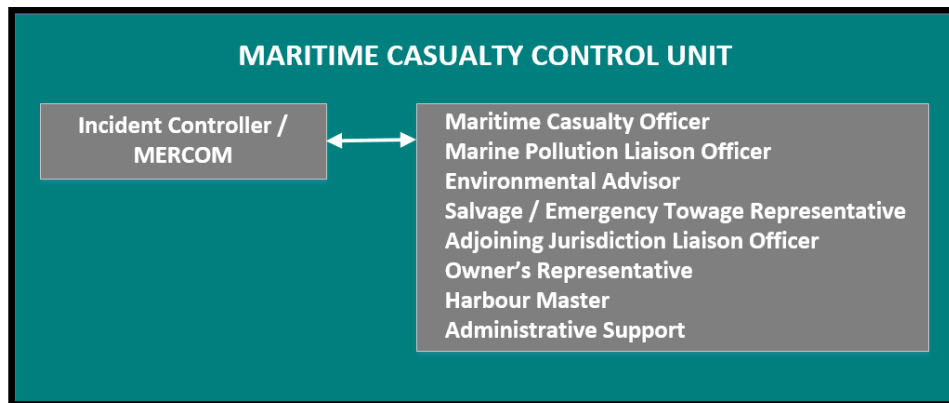 MARITIME CASUALTY CONTROL UNIT
Incident Controller /
MERCOM
Maritime Casualty Officer
Marine Pollution Liaison Officer
Environmental Advisor
Salvage / Emergency Towage Representative
Adjoining Jurisdiction Liaison Officer
Owner's Representative
Harbour Master
Administrative Support